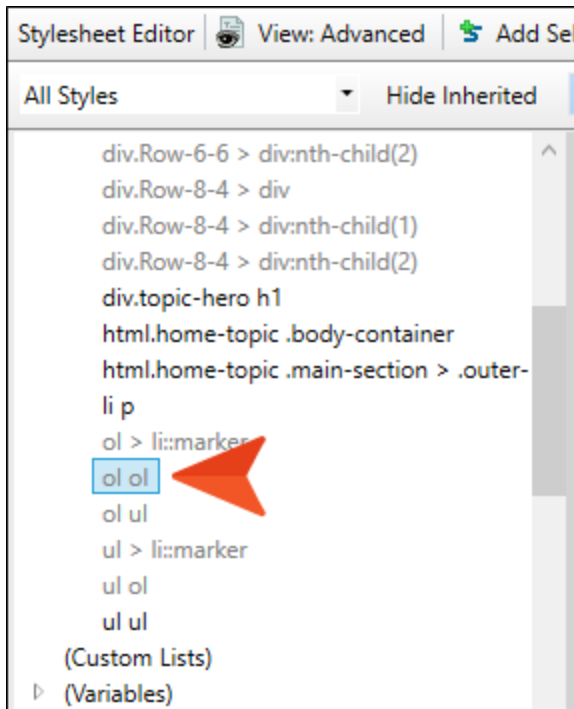 Stylesheet Editor View: Advanced Add Sel
All Styles Hide Inherited
div.Row-6-6 > div:nth-child(2)
div.Row-8-4 > div
div.Row-8-4 > div:nth-child(1)
div.Row-8-4 > div:nth-child(2)
div.topic-hero h1
html.home-topic .body-container
html.home-topic .main-section > .outer-
li p
ol > li::marker
ol ol
ol ul
ul > li::marker
ul ol
ul ul
(Custom Lists)
(Variables)